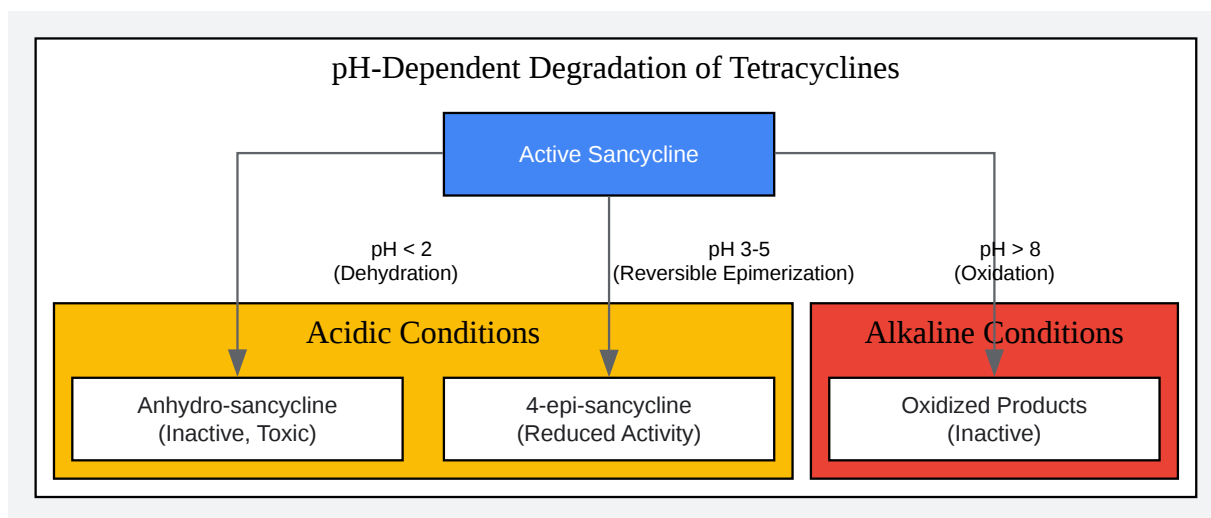 pH-Dependent Degradation of Tetracyclines
Active Sancycline
pH < 2
(Dehydration)
pH 3-5
(Reversible Epimerization)
pH > 8
(Oxidation)
Acidic Conditions
Alkaline Conditions
Anhydro-sancycline
(Inactive, Toxic)
4-epi-sancycline
(Reduced Activity)
Oxidized Products
(Inactive)